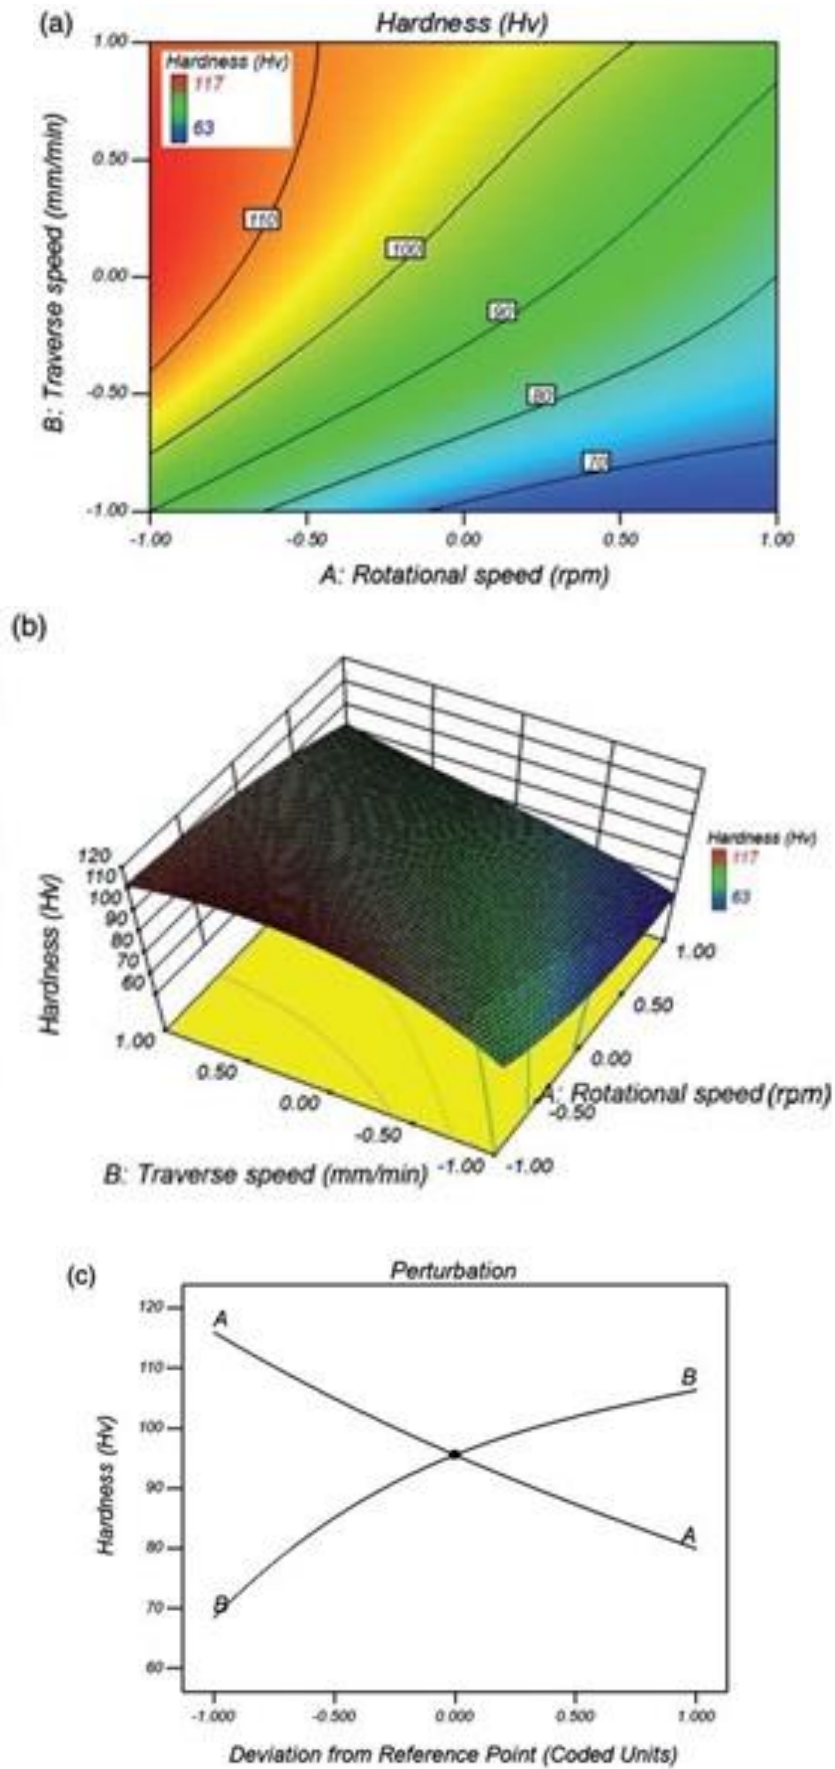 (a)
Hardness (Hv)
1.00
Hardness (Hv)
117
63
0.50
110
100
0.00
90
-0.50
80
70
-1.00
-1.00 -0.50 0.00 0.50 1.00
B: Traverse speed (mm/min)
A: Rotational speed (rpm)
(b)
Hardness (Hv)
117
63
120
110
100
90
80
70
60
Hardness (Hv)
1.00
0.50
0.00
-0.50
-1.00
B: Traverse speed (mm/min)
1.00
0.50
0.00
-0.50
-1.00
A: Rotational speed (rpm)
(c)
Perturbation
120
110
100
90
80
70
60
Hardness (Hv)
A
B
B
A
-1.000 -0.500 0.000 0.500 1.000
Deviation from Reference Point (Coded Units)